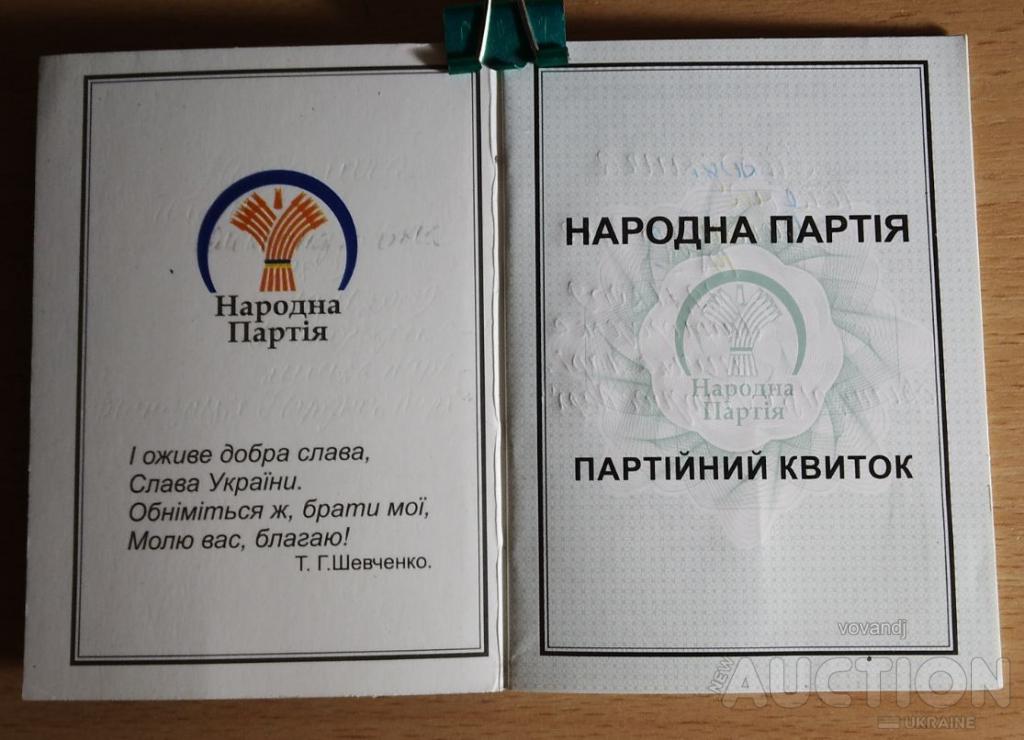 Народна
Партія
І оживе добра слава,
Слава України.
Обніміться ж, брати мої,
Молю вас, благаю!
Т. Г.Шевченко.
НАРОДНА ПАРТІЯ
Народна
Партія
ПАРТІЙНИЙ КВИТОК
vovandj
NEW
AUCTION
UKRAINE